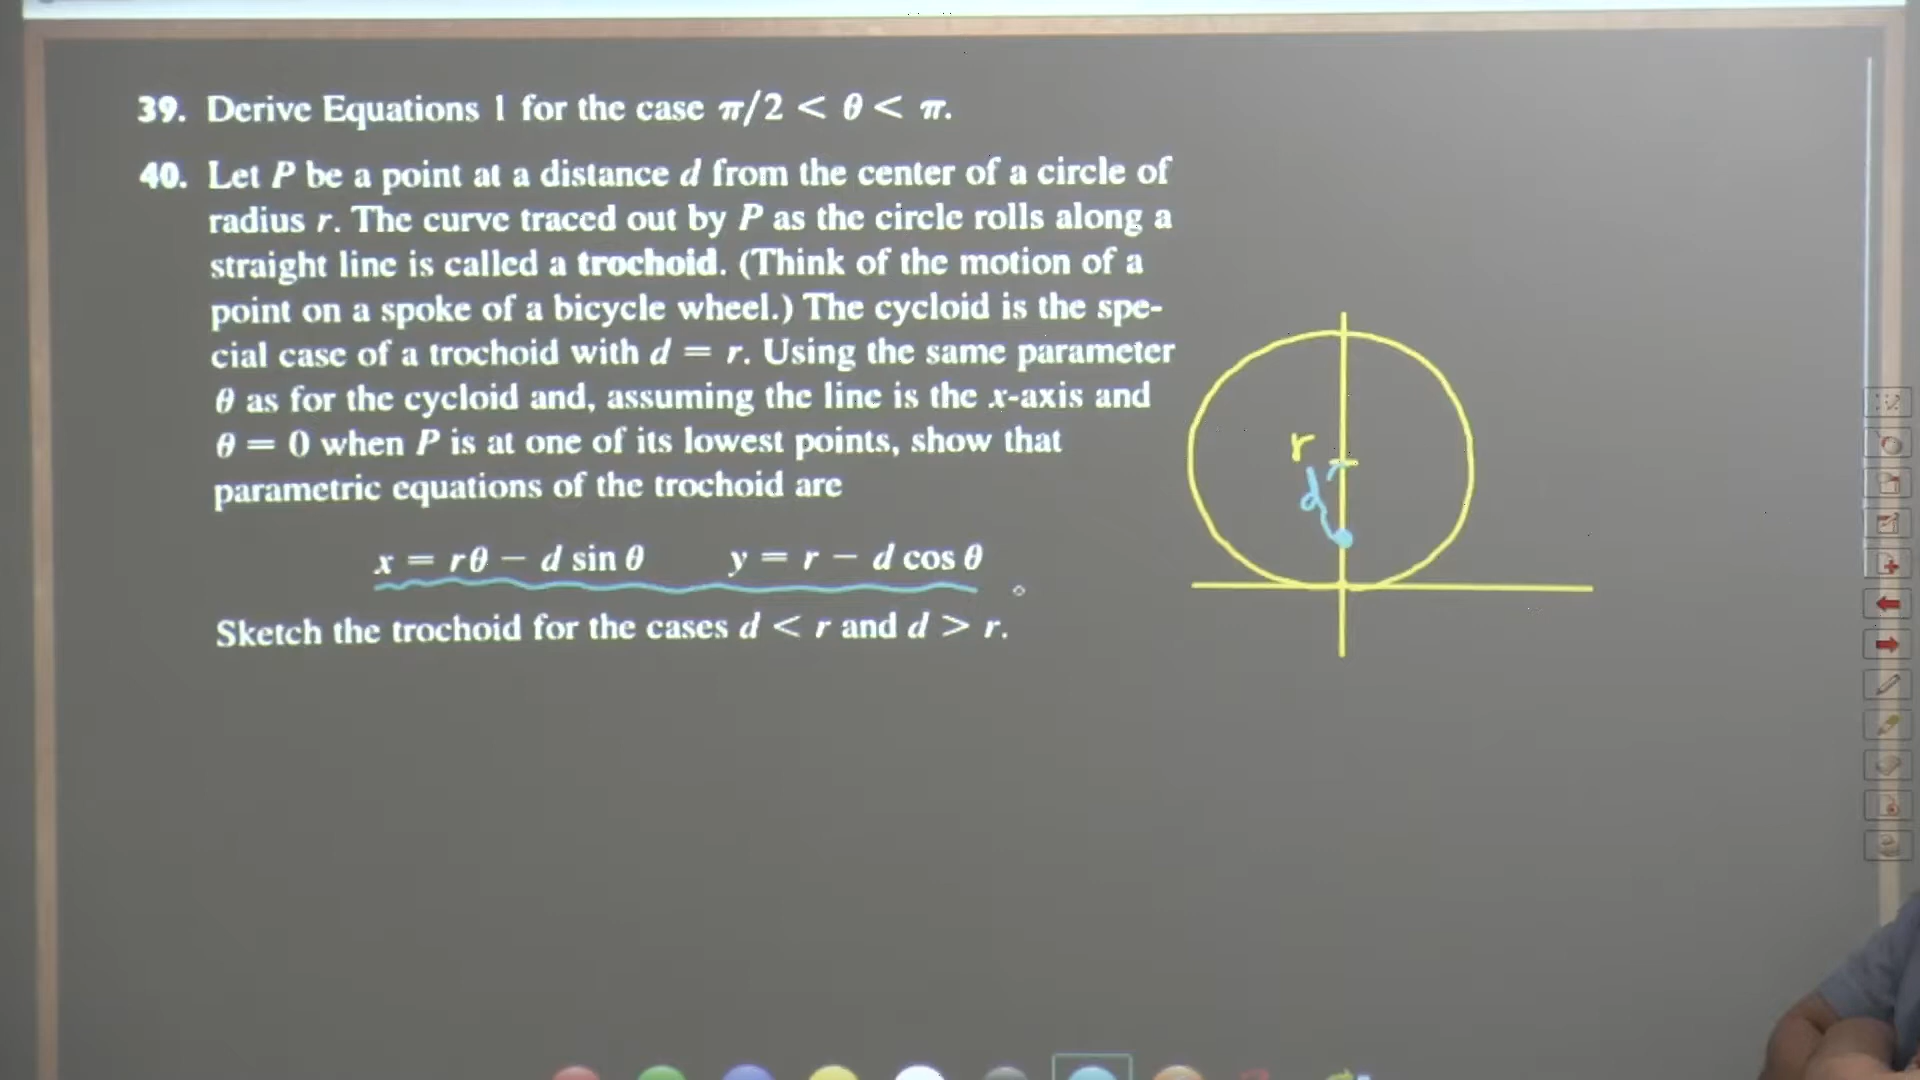 39. Derive Equations 1 for the case π/2 < θ < π.
40. Let P be a point at a distance d from the center of a circle of
radius r. The curve traced out by P as the circle rolls along a
straight line is called a trochoid. (Think of the motion of a
point on a spoke of a bicycle wheel.) The cycloid is the spe-
cial case of a trochoid with d = r. Using the same parameter
θ as for the cycloid and, assuming the line is the x-axis and
θ = 0 when P is at one of its lowest points, show that
parametric equations of the trochoid are
x = rθ − d sin θ y = r − d cos θ
Sketch the trochoid for the cases d < r and d > r.
r
d